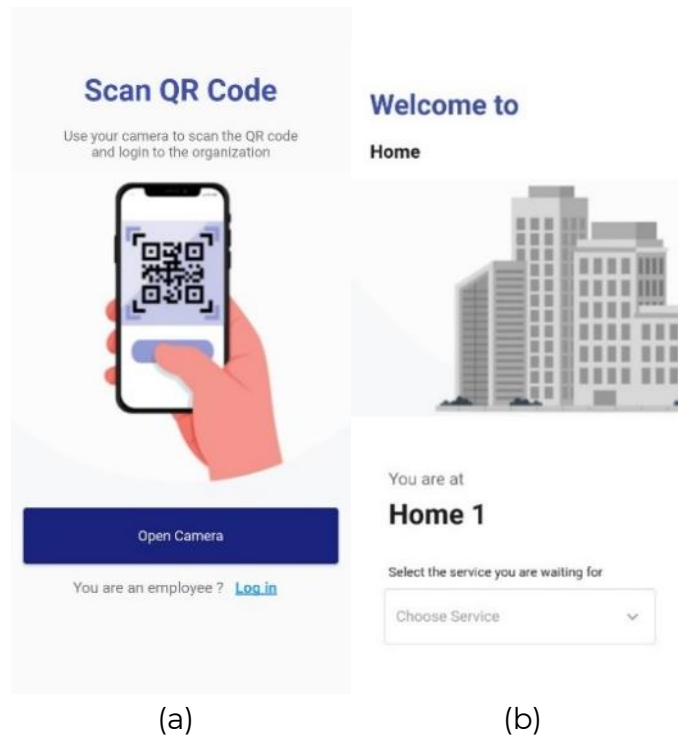 Scan QR Code
Use your camera to scan the QR code
and login to the organization
Open Camera
You are an employee ? Log in
(a)
Welcome to
Home
You are at
Home 1
Select the service you are waiting for
Choose Service
(b)